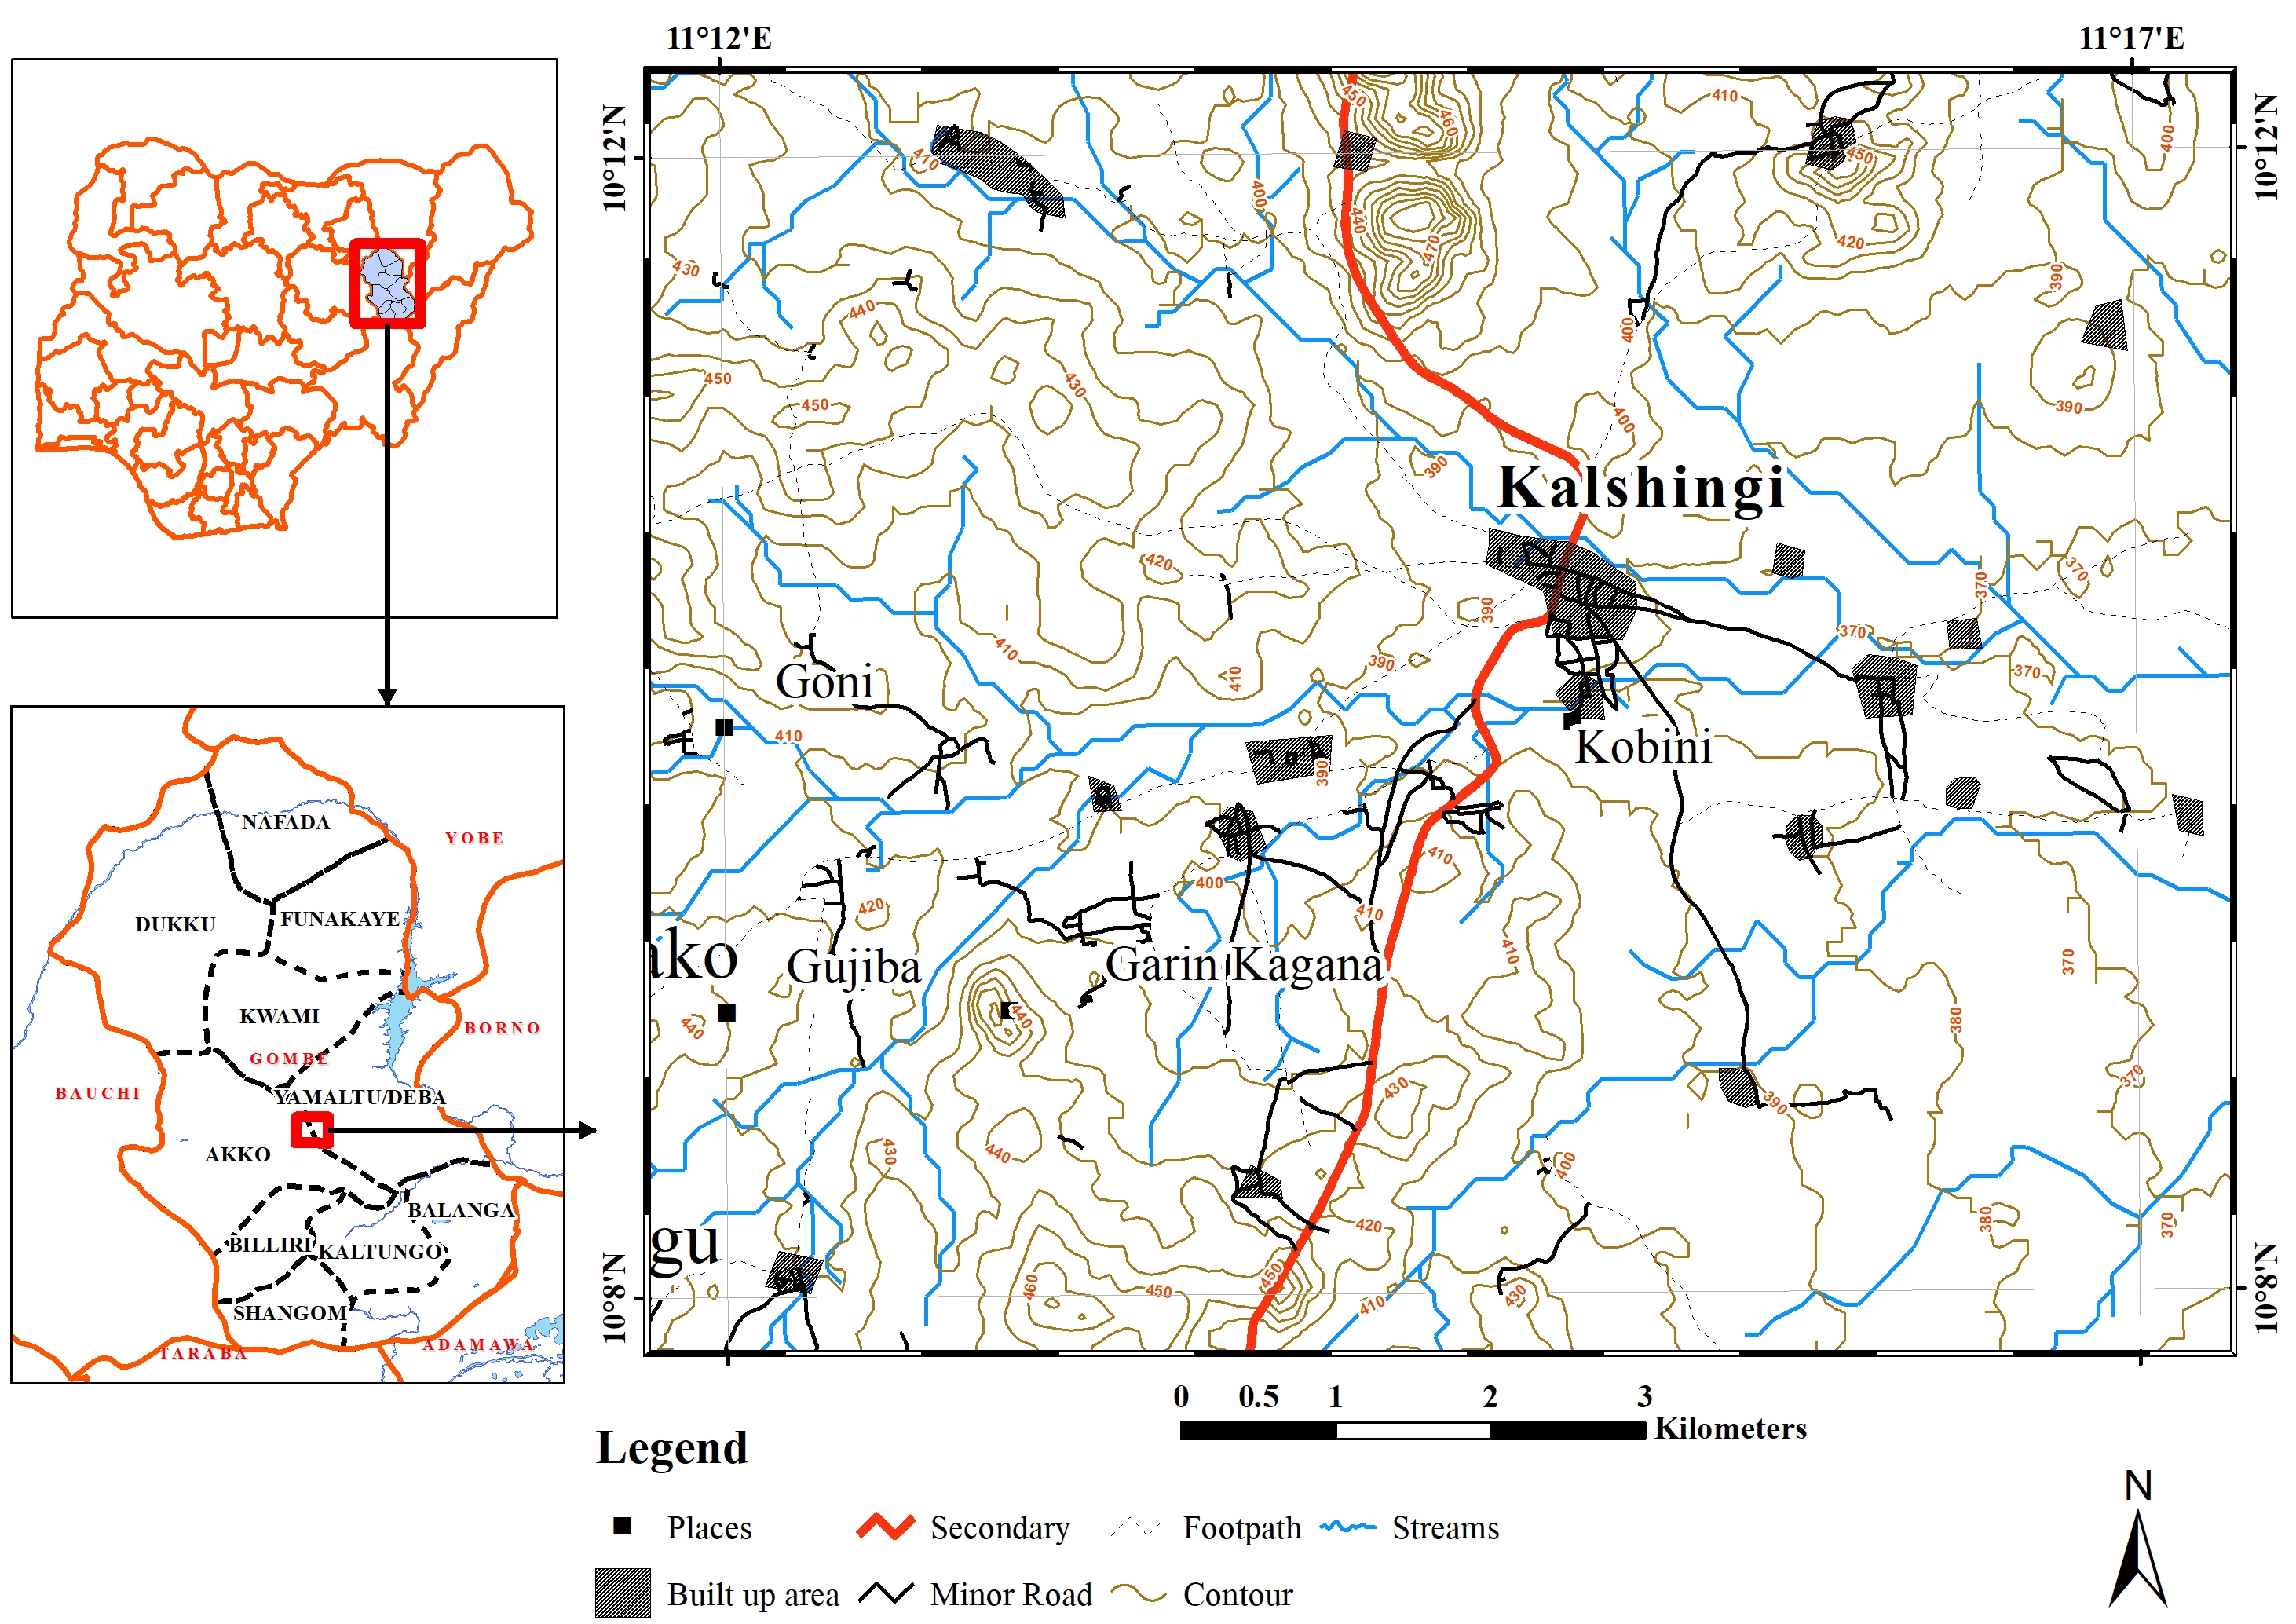 11°12'E
11°17'E
10°12'N
10°12'N
450
460
410
400
410
450
400
440
470
420
430
390
440
400
450
430
390
450
400
390
Kalshingi
420
370
370
390
370
410
390
410
370
Goni
410
Kobini
390
410
400
420
410
410
ako
Gujiba
Garin Kagana
370
440
440
380
430
370
390
430
440
400
420
380
370
gu
460
450
450
410
430
10°8'N
10°8'N
NAFADA
YOBE
DUKKU
FUNAKAYE
KWAMI
BORNO
GOMBE
BAUCHI
YAMALTU/DEBA
AKKO
BALANGA
BILLIRI
KALTUNGO
SHANGOM
TARABA
ADAMAWA
0 0.5 1 2 3
Kilometers
Legend
N
Places Secondary Footpath Streams
Built up area Minor Road Contour